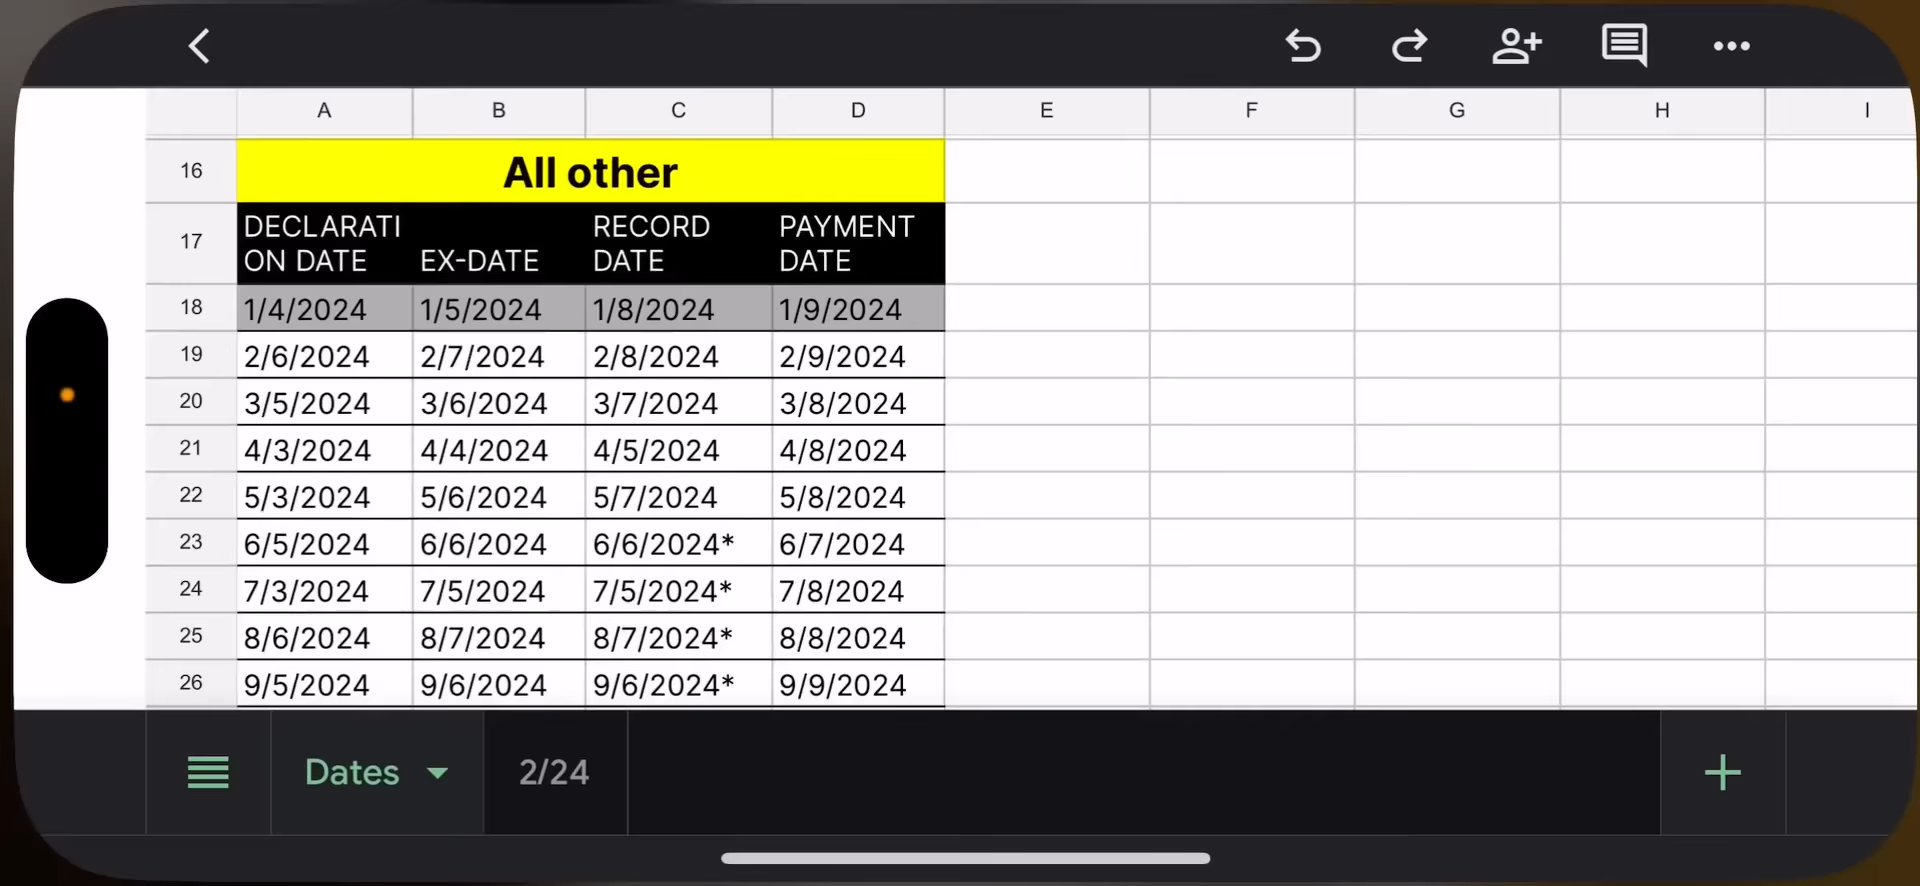 A B C D E F G H I
16 All other
17 DECLARATI
ON DATE EX-DATE RECORD
DATE PAYMENT
DATE
18 1/4/2024 1/5/2024 1/8/2024 1/9/2024
19 2/6/2024 2/7/2024 2/8/2024 2/9/2024
20 3/5/2024 3/6/2024 3/7/2024 3/8/2024
21 4/3/2024 4/4/2024 4/5/2024 4/8/2024
22 5/3/2024 5/6/2024 5/7/2024 5/8/2024
23 6/5/2024 6/6/2024 6/6/2024* 6/7/2024
24 7/3/2024 7/5/2024 7/5/2024* 7/8/2024
25 8/6/2024 8/7/2024 8/7/2024* 8/8/2024
26 9/5/2024 9/6/2024 9/6/2024* 9/9/2024
Dates 2/24